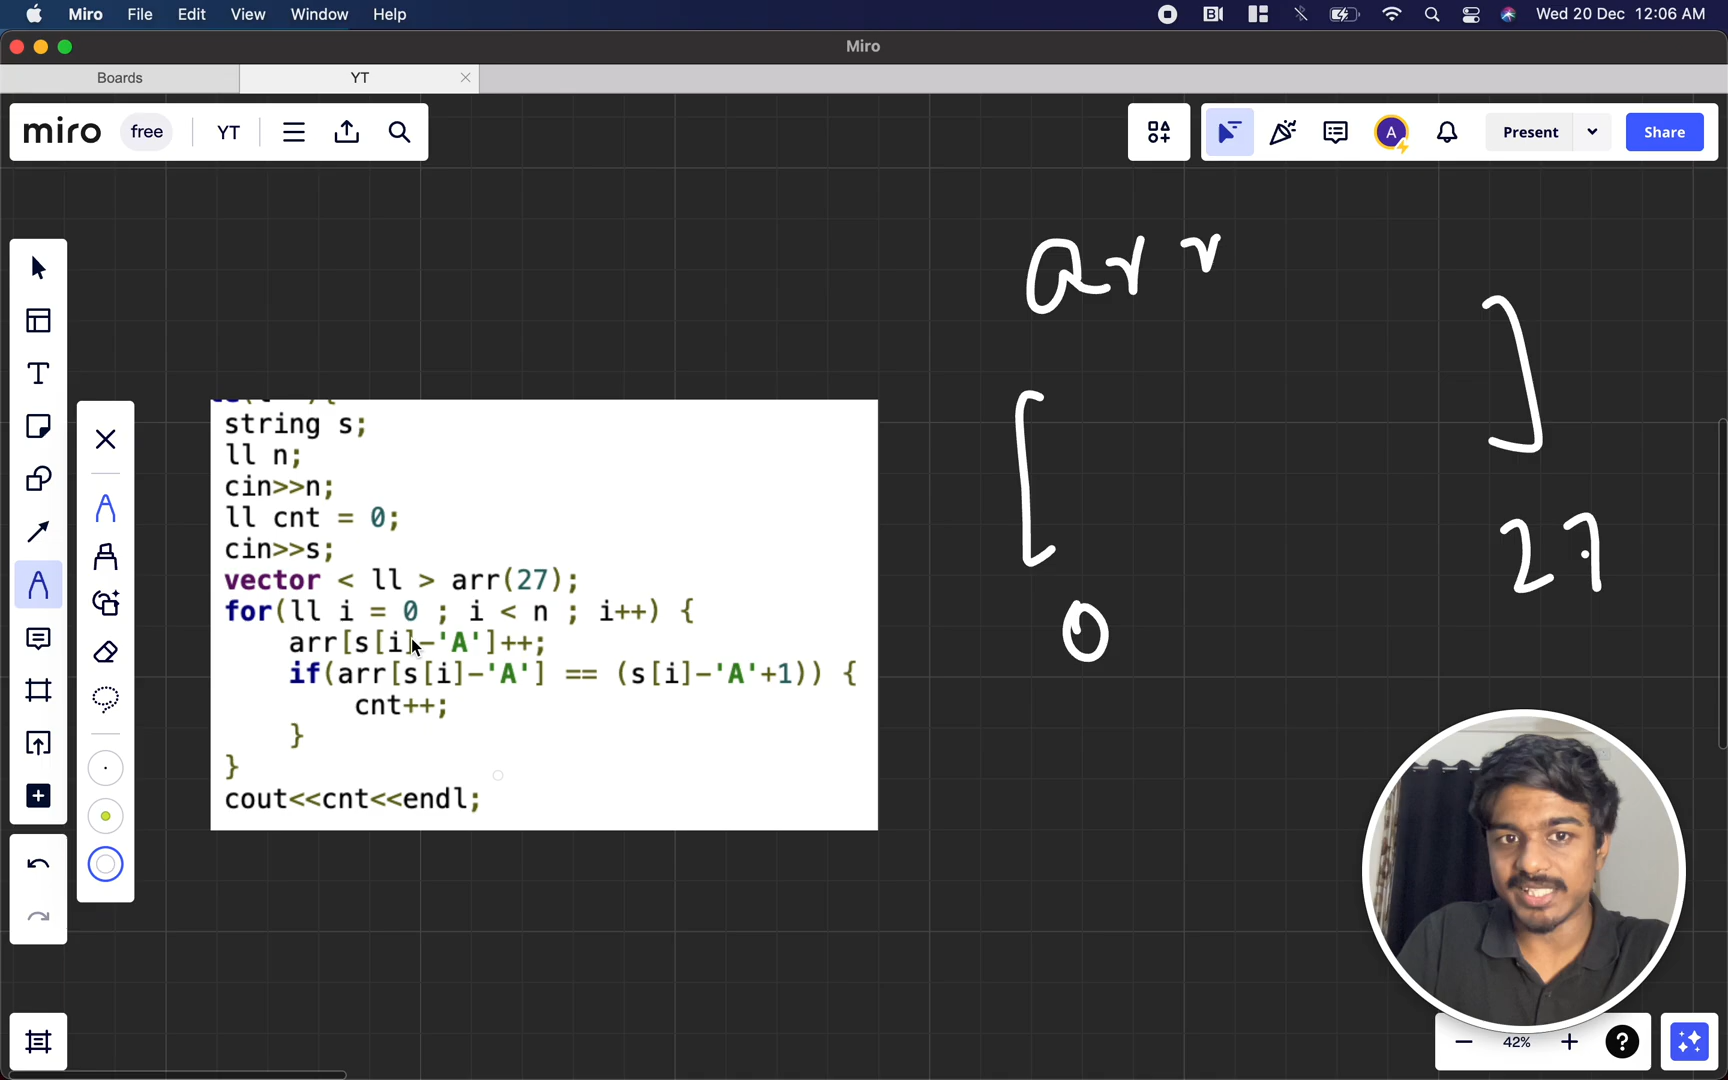 Miro File Edit View Window Help Wed 20 Dec 12:06 AM
Miro
Boards YT
miro free YT A Present Share
arr
[ ]
0 27
string s;
ll n;
cin>>n;
ll cnt = 0;
cin>>s;
vector < ll > arr(27);
for(ll i = 0 ; i < n ; i++) {
arr[s[i]-'A']++;
if(arr[s[i]-'A'] == (s[i]-'A'+1)) {
cnt++;
}
}
cout<<cnt<<endl;
42% ?